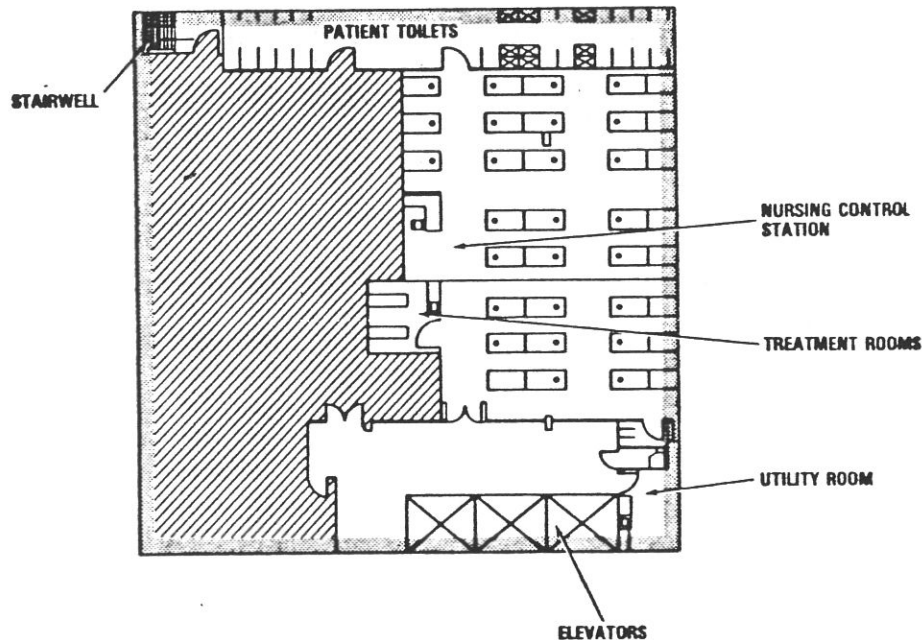 PATIENT TOILETS
STAIRWELL
NURSING CONTROL
STATION
TREATMENT ROOMS
UTILITY ROOM
ELEVATORS